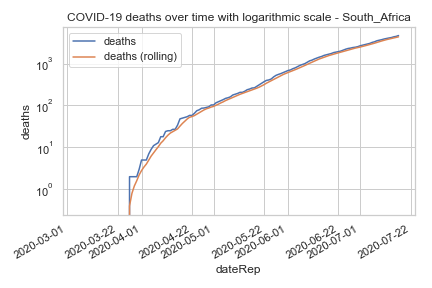 COVID-19 deaths over time with logarithmic scale - South_Africa
deaths
deaths (rolling)
deaths
10³
10²
10¹
10⁰
2020-03-01
2020-03-22
2020-04-01
2020-04-22
2020-05-01
2020-05-22
2020-06-01
2020-06-22
2020-07-01
2020-07-22
dateRep